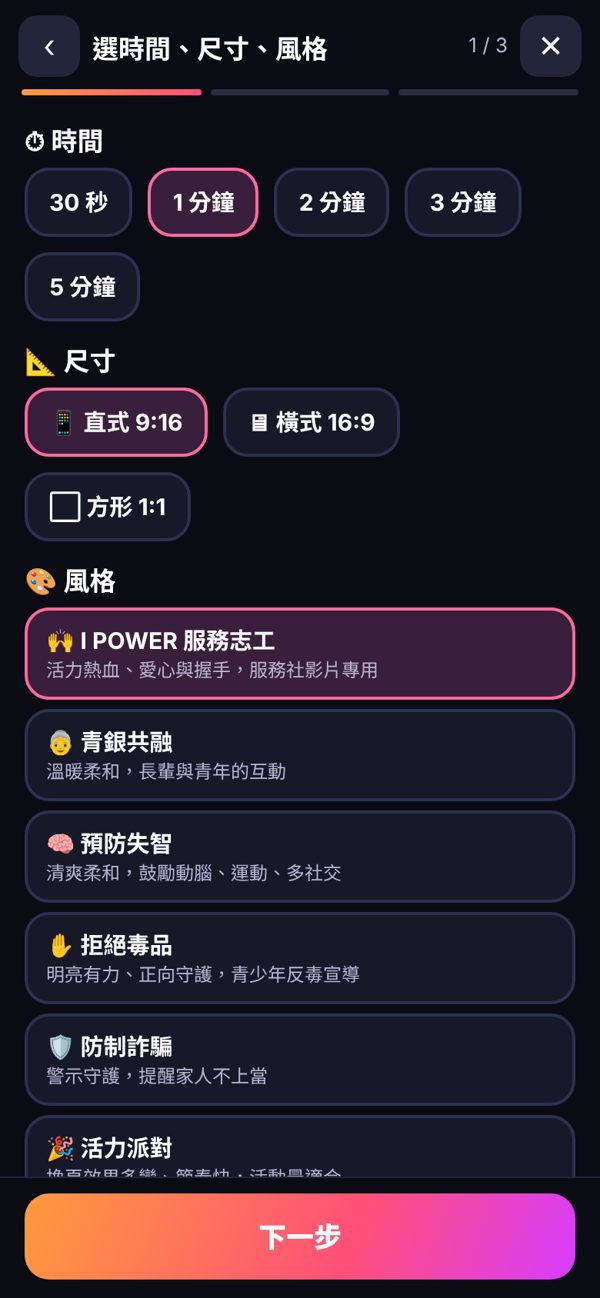 選時間、尺寸、風格
1 / 3
時間
30 秒
1 分鐘
2 分鐘
3 分鐘
5 分鐘
尺寸
直式 9:16
橫式 16:9
方形 1:1
風格
I POWER 服務志工
活力熱血、愛心與握手，服務社影片專用
青銀共融
溫暖柔和，長輩與青年的互動
預防失智
清爽柔和，鼓勵動腦、運動、多社交
拒絕毒品
明亮有力、正向守護，青少年反毒宣導
防制詐騙
警示守護，提醒家人不上當
活力派對
下一步